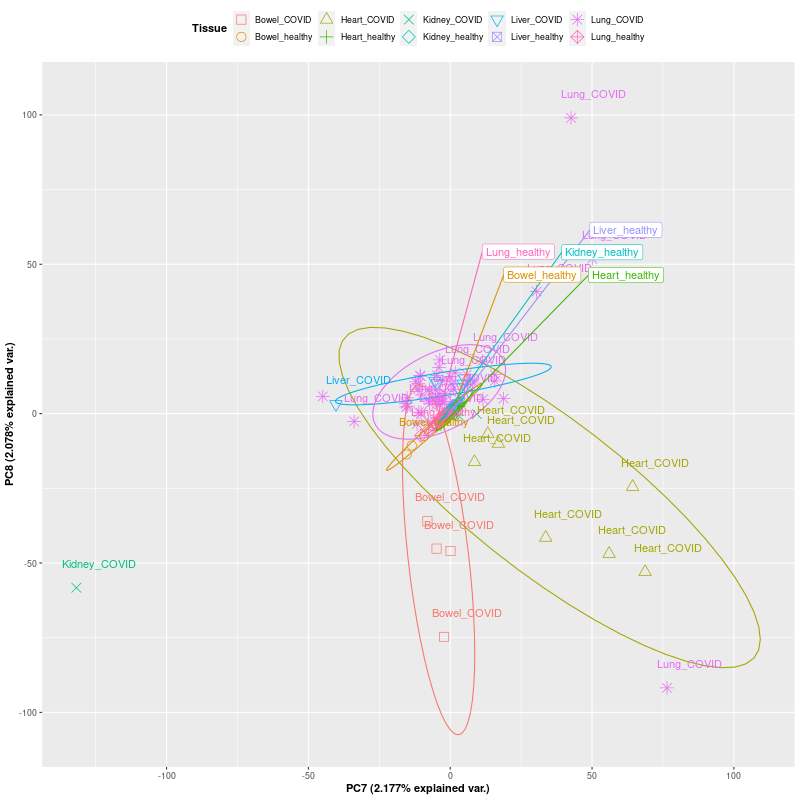 Tissue
Bowel_COVID Heart_COVID Kidney_COVID Liver_COVID Lung_COVID
Bowel_healthy Heart_healthy Kidney_healthy Liver_healthy Lung_healthy
Lung_COVID
100
Liver_healthy
Lung_healthy
Kidney_healthy
50
Bowel_healthy
Heart_healthy
Lung_COVID
Lung_COVID
Lung_COVID
Liver_COVID
Lung_COVID
Heart_COVID
0
Heart_COVID
Bowel_healthy
Heart_COVID
Heart_COVID
Bowel_COVID
Heart_COVID
Bowel_COVID
Heart_COVID
Heart_COVID
-50
Kidney_COVID
Bowel_COVID
Lung_COVID
-100
-100 -50 0 50 100
PC7 (2.177% explained var.)
PC8 (2.076% explained var.)